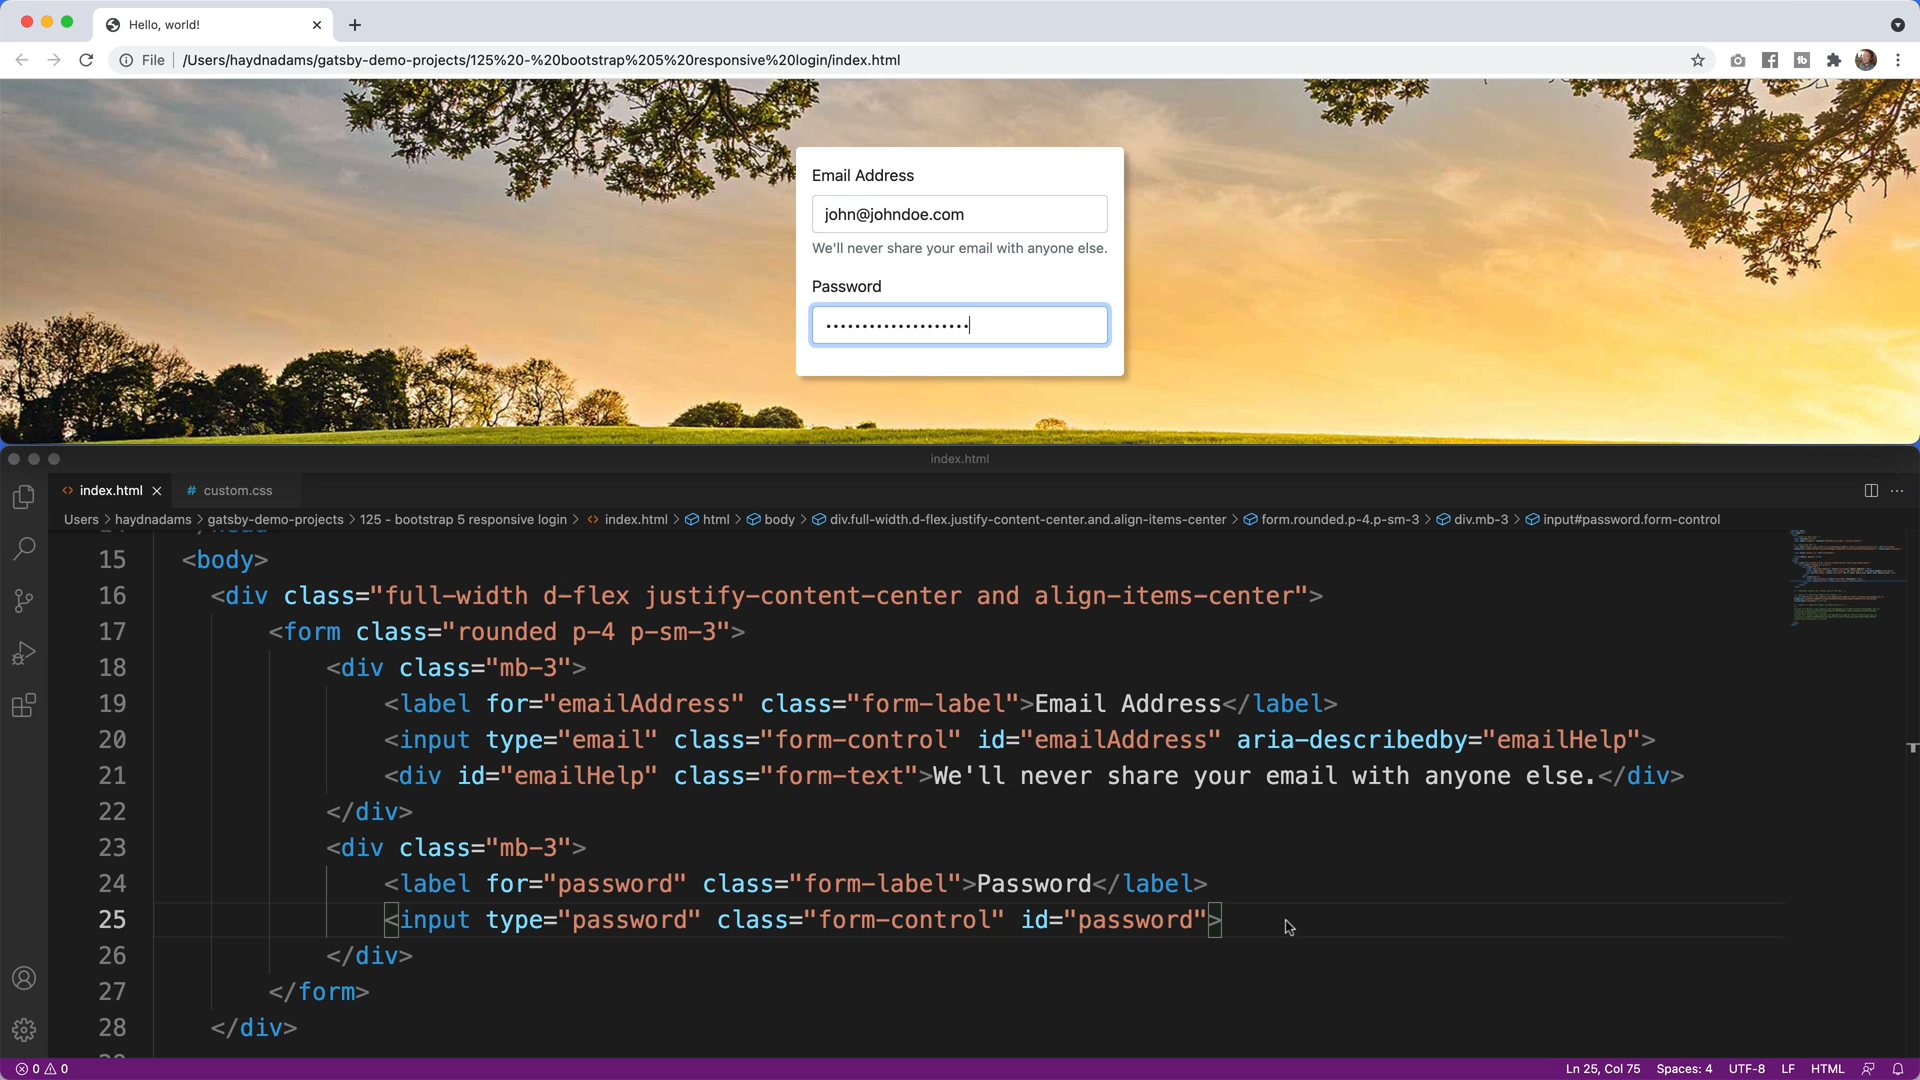 Hello, world!
File
/Users/haydnadams/gatsby-demo-projects/125%20-%20bootstrap%205%20responsive%20login/index.html
Email Address
john@johndoe.com
We'll never share your email with anyone else.
Password
••••••••••••••••••••
index.html
index.html
# custom.css
Users > haydnadams > gatsby-demo-projects > 125 - bootstrap 5 responsive login > index.html > html > body > div.full-width.d-flex.justify-content-center.and.align-items-center > form.rounded.p-4.p-sm-3 > div.mb-3 > input#password.form-control
15 <body>
16 <div class="full-width d-flex justify-content-center and align-items-center">
17 <form class="rounded p-4 p-sm-3">
18 <div class="mb-3">
19 <label for="emailAddress" class="form-label">Email Address</label>
20 <input type="email" class="form-control" id="emailAddress" aria-describedby="emailHelp">
21 <div id="emailHelp" class="form-text">We'll never share your email with anyone else.</div>
22 </div>
23 <div class="mb-3">
24 <label for="password" class="form-label">Password</label>
25 <input type="password" class="form-control" id="password">
26 </div>
27 </form>
28 </div>
0 0
Ln 25, Col 75 Spaces: 4 UTF-8 LF HTML